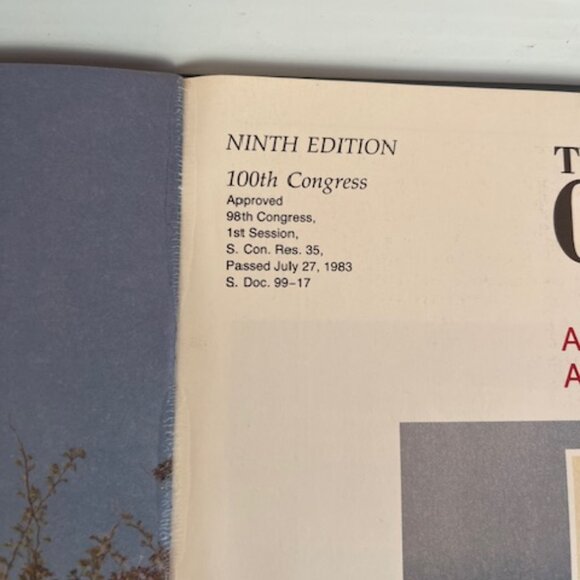 NINTH EDITION
100th Congress
Approved
98th Congress,
1st Session,
S. Con. Res. 35,
Passed July 27, 1983
S. Doc. 99–17
T
A
A